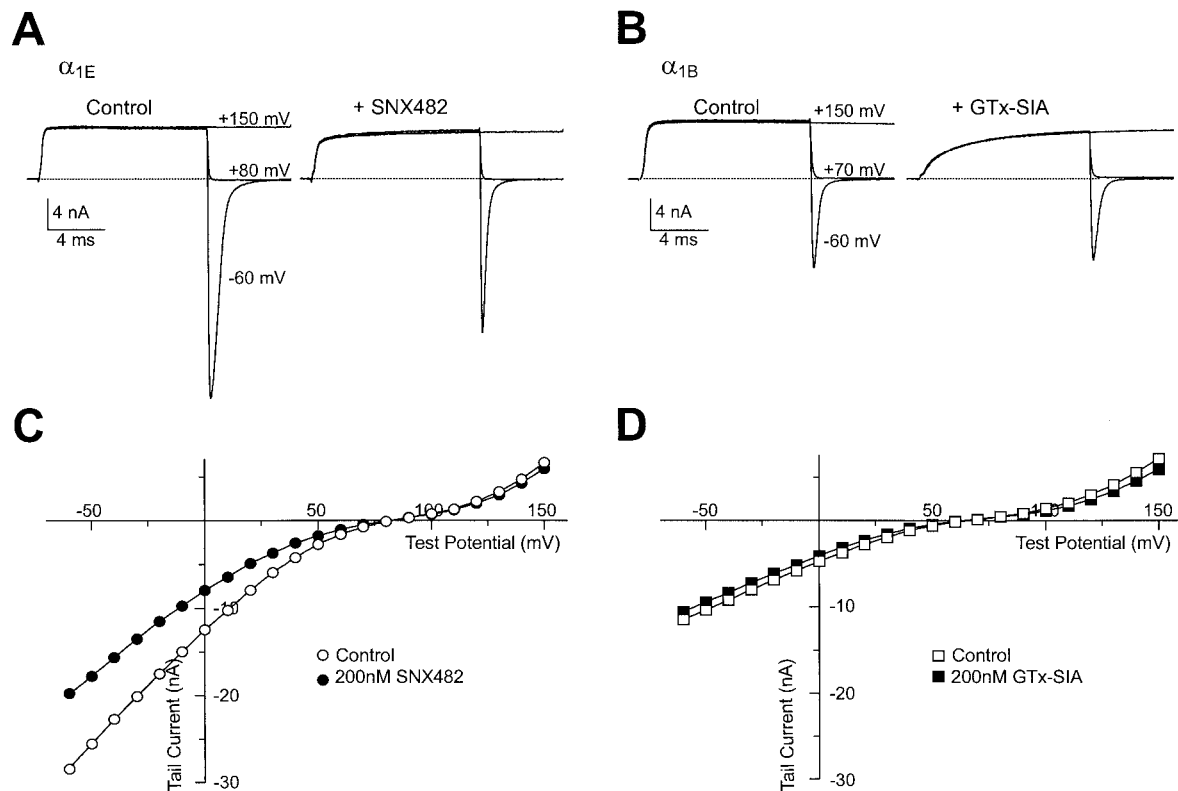 A
α1E
Control
+150 mV
+80 mV
4 nA
4 ms
-60 mV
+ SNX482
B
α1B
Control
+150 mV
+70 mV
4 nA
4 ms
-60 mV
+ GTx-SIA
C
-50
50
100
150
Test Potential (mV)
-10
-20
-30
Tail Current (nA)
Control
200nM SNX482
D
-50
50
100
150
Test Potential (mV)
-10
-20
-30
Tail Current (nA)
Control
200nM GTx-SIA